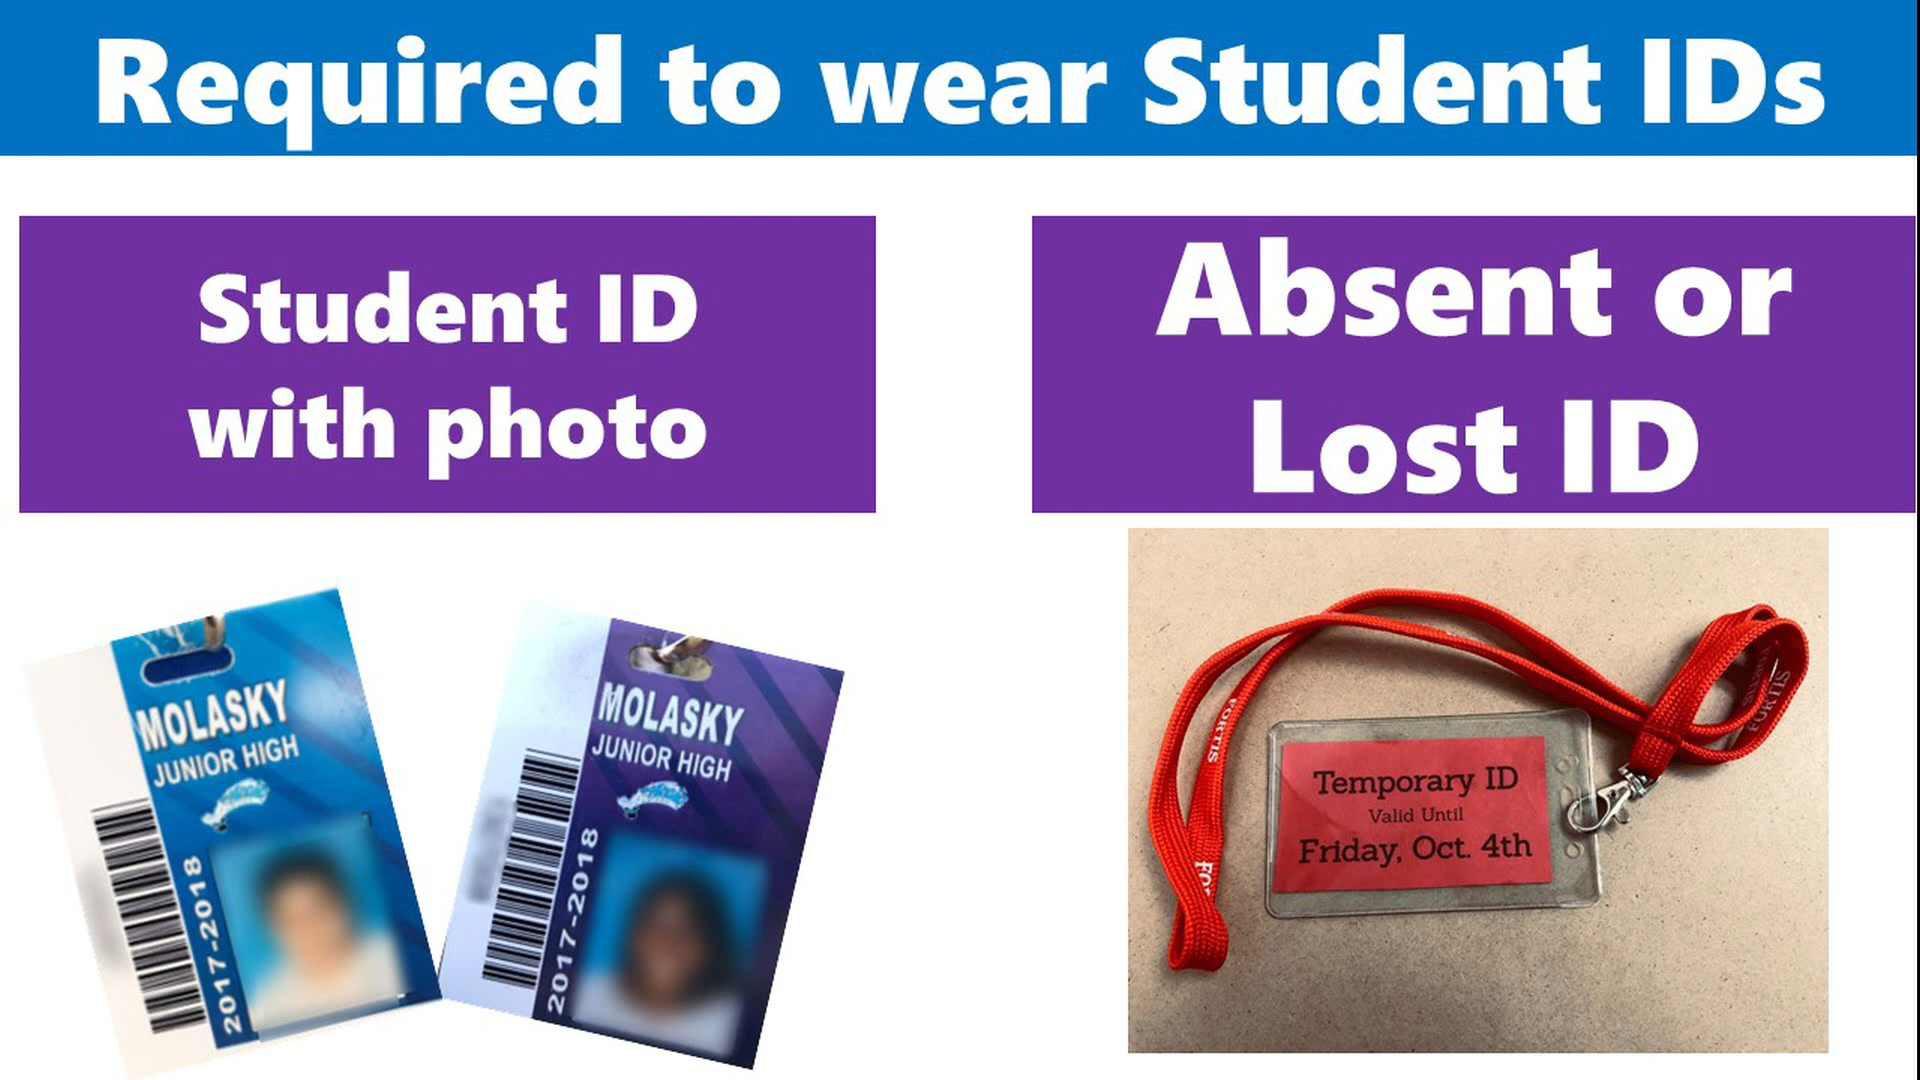 Required to wear Student IDs
Student ID
with photo
Absent or
Lost ID
MOLASKY
JUNIOR HIGH
2017-2018
MOLASKY
JUNIOR HIGH
2017-2018
FORTIS
FORTIS
Temporary ID
Valid Until
Friday, Oct. 4th